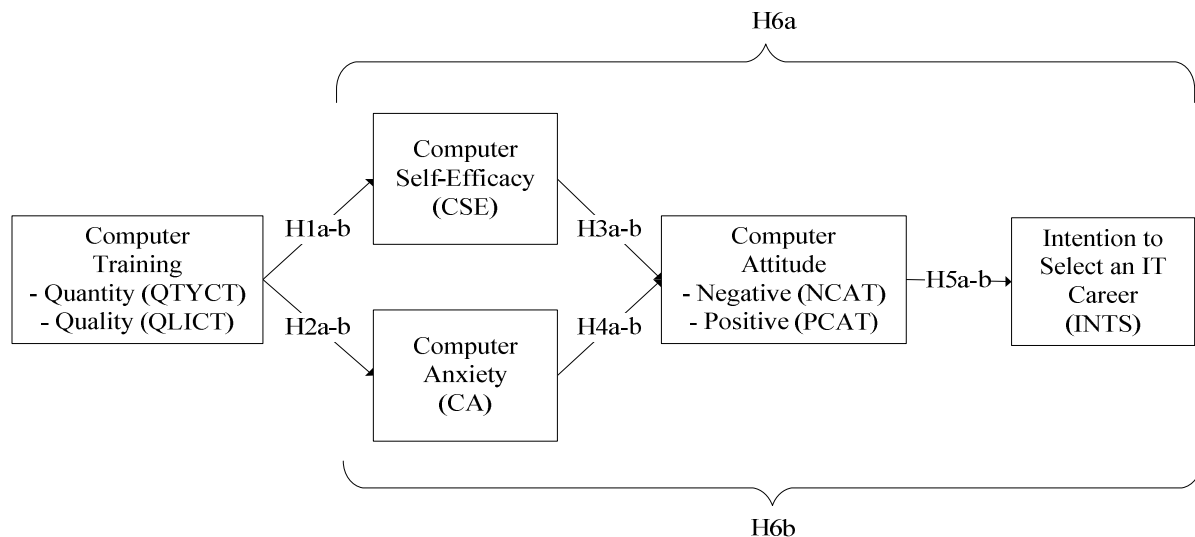 H6a
Computer
Self-Efficacy
(CSE)
H1a-b
H3a-b
Computer
Training
- Quantity (QTYCT)
- Quality (QLICT)
Computer
Attitude
- Negative (NCAT)
- Positive (PCAT)
H5a-b
Intention to
Select an IT
Career
(INTS)
H2a-b
H4a-b
Computer
Anxiety
(CA)
H6b